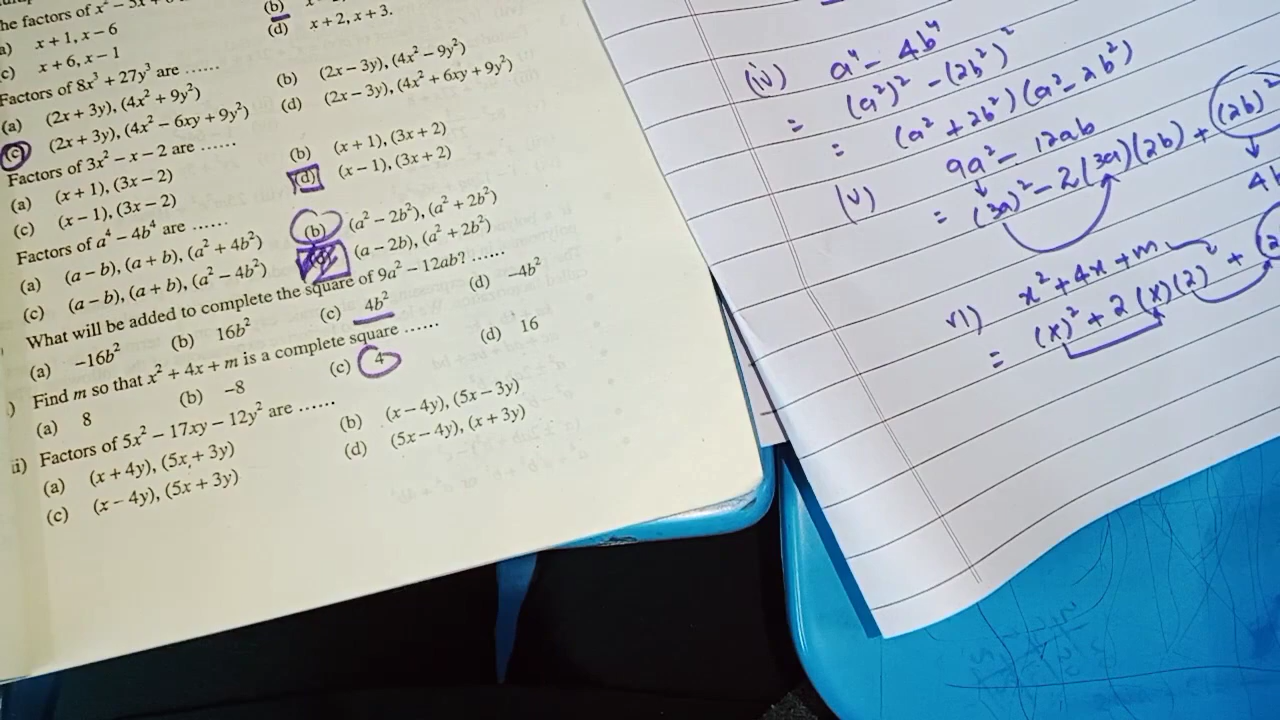 he factors of x² – 5x +
(b)
a) x + 1, x – 6
(d) x + 2, x + 3.
c) x + 6, x – 1
Factors of 8x³ + 27y³ are ......
(a) (2x + 3y), (4x² + 9y²)
(b) (2x – 3y), (4x² – 9y²)
(c) (2x + 3y), (4x² – 6xy + 9y²)
(d) (2x – 3y), (4x² + 6xy + 9y²)
Factors of 3x² – x – 2 are ......
(a) (x + 1), (3x – 2)
(b) (x + 1), (3x + 2)
(c) (x – 1), (3x – 2)
(d) (x – 1), (3x + 2)
Factors of a⁴ – 4b⁴ are ......
(a) (a – b), (a + b), (a² + 4b²)
(b) (a² – 2b²), (a² + 2b²)
(c) (a – b), (a + b), (a² – 4b²)
(a – 2b), (a² + 2b²)
What will be added to complete the square of 9a² – 12ab? ......
(a) –16b²
(b) 16b²
(c) 4b²
(d) –4b²
) Find m so that x² + 4x + m is a complete square ......
(a) 8
(b) –8
(c) 4
(d) 16
ii) Factors of 5x² – 17xy – 12y² are ......
(a) (x + 4y), (5x + 3y)
(b) (x – 4y), (5x – 3y)
(c) (x – 4y), (5x + 3y)
(d) (5x – 4y), (x + 3y)
(iv) a⁴ – 4b⁴
= (a²)² – (2b²)²
= (a² + 2b²)(a² – 2b²)
(v) 9a² – 12ab
= (3a)² – 2(3a)(2b) + (2b)²
4b
vi) x² + 4x + m
= (x)² + 2(x)(2)² + (2